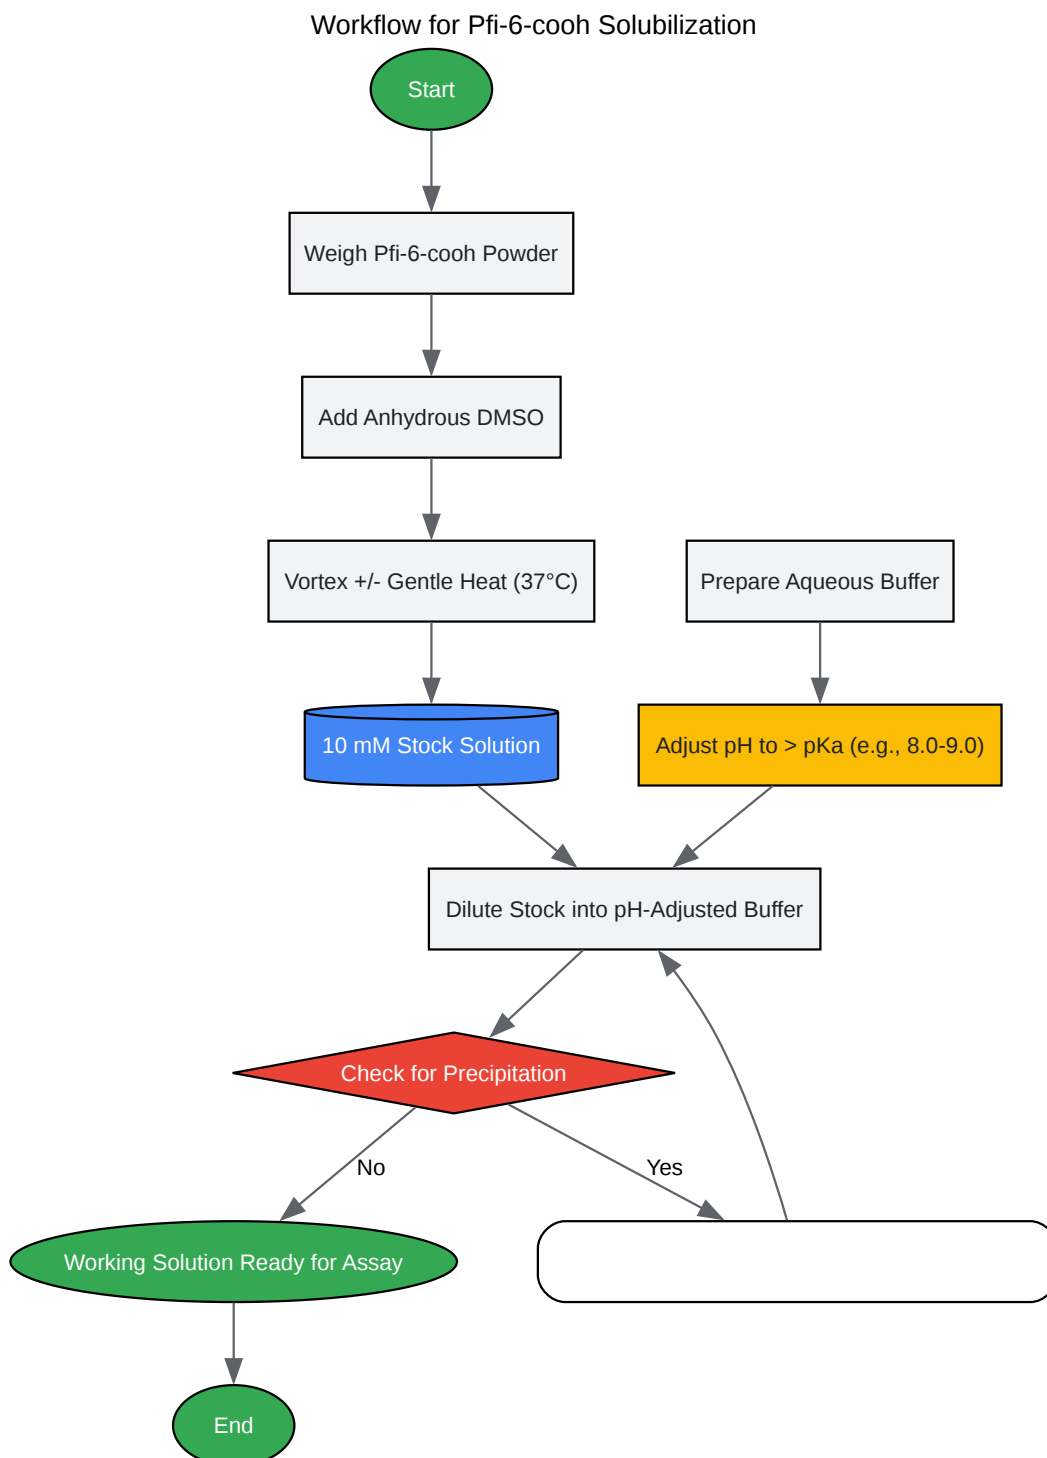 Workflow for Pfi-6-cooh Solubilization
Start
Weigh Pfi-6-cooh Powder
Add Anhydrous DMSO
Vortex +/- Gentle Heat (37°C)
Prepare Aqueous Buffer
10 mM Stock Solution
Adjust pH to > pKa (e.g., 8.0-9.0)
Dilute Stock into pH-Adjusted Buffer
Check for Precipitation
No
Yes
Working Solution Ready for Assay
End